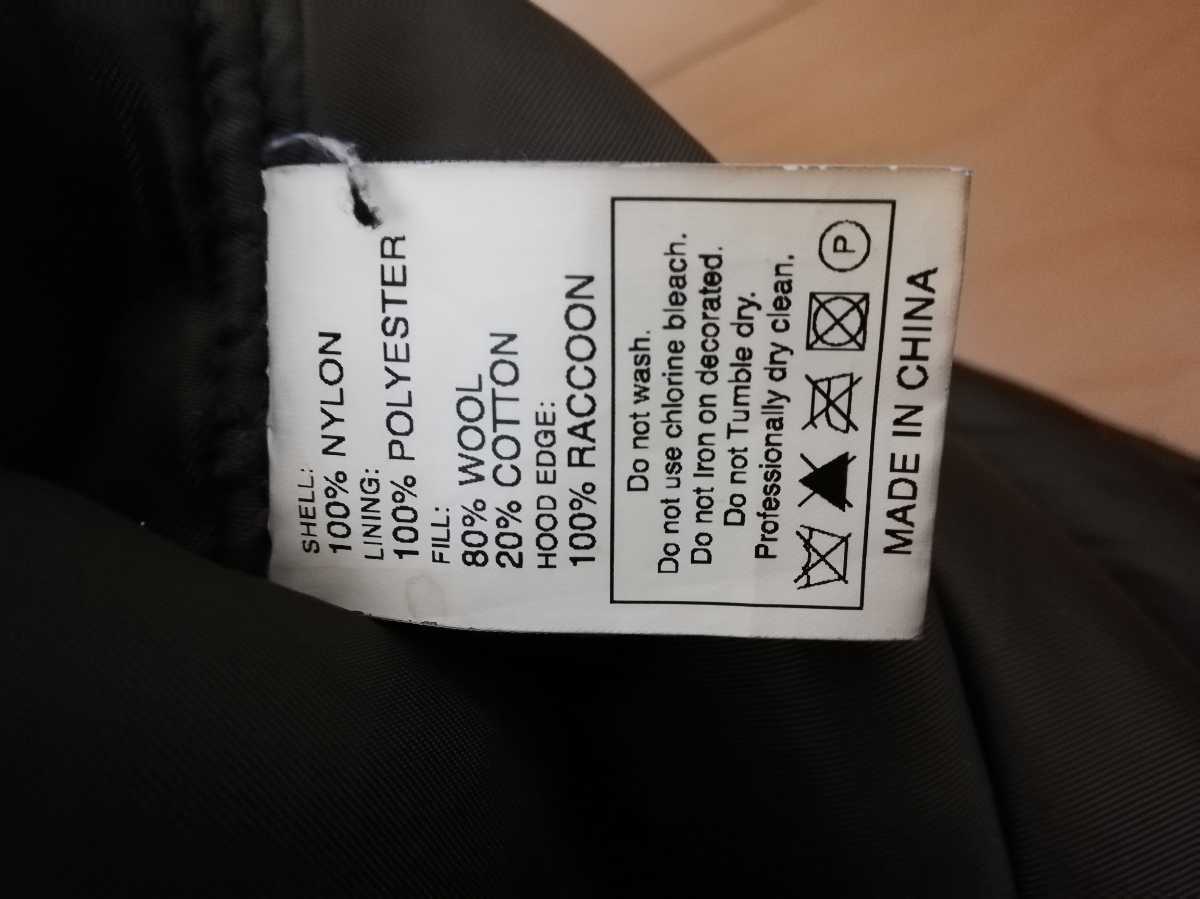 SHELL:
100% NYLON
LINING:
100% POLYESTER
FILL:
80% WOOL
20% COTTON
HOOD EDGE:
100% RACCOON
Do not wash.
Do not use chlorine bleach.
Do not Iron on decorated.
Do not Tumble dry.
Professionally dry clean.
P
MADE IN CHINA